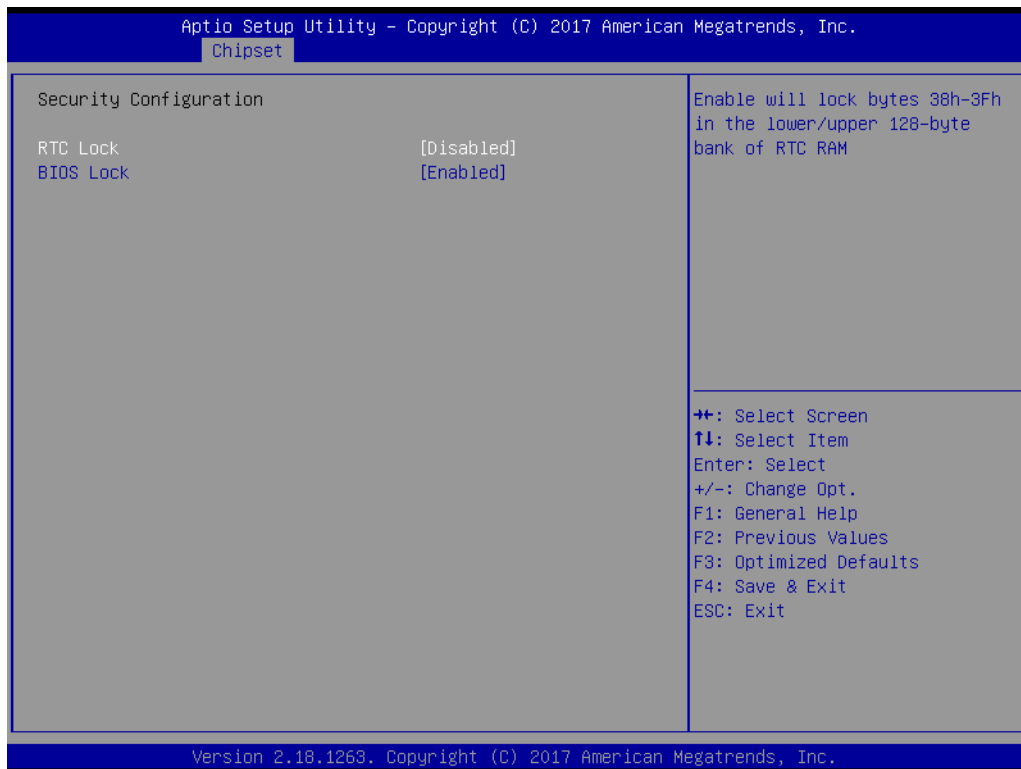 Aptio Setup Utility – Copyright (C) 2017 American Megatrends, Inc.
Chipset
Security Configuration
RTC Lock [Disabled]
BIOS Lock [Enabled]
Enable will lock bytes 38h-3Fh
in the lower/upper 128-byte
bank of RTC RAM
→←: Select Screen
↑↓: Select Item
Enter: Select
+/-: Change Opt.
F1: General Help
F2: Previous Values
F3: Optimized Defaults
F4: Save & Exit
ESC: Exit
Version 2.18.1263. Copyright (C) 2017 American Megatrends, Inc.